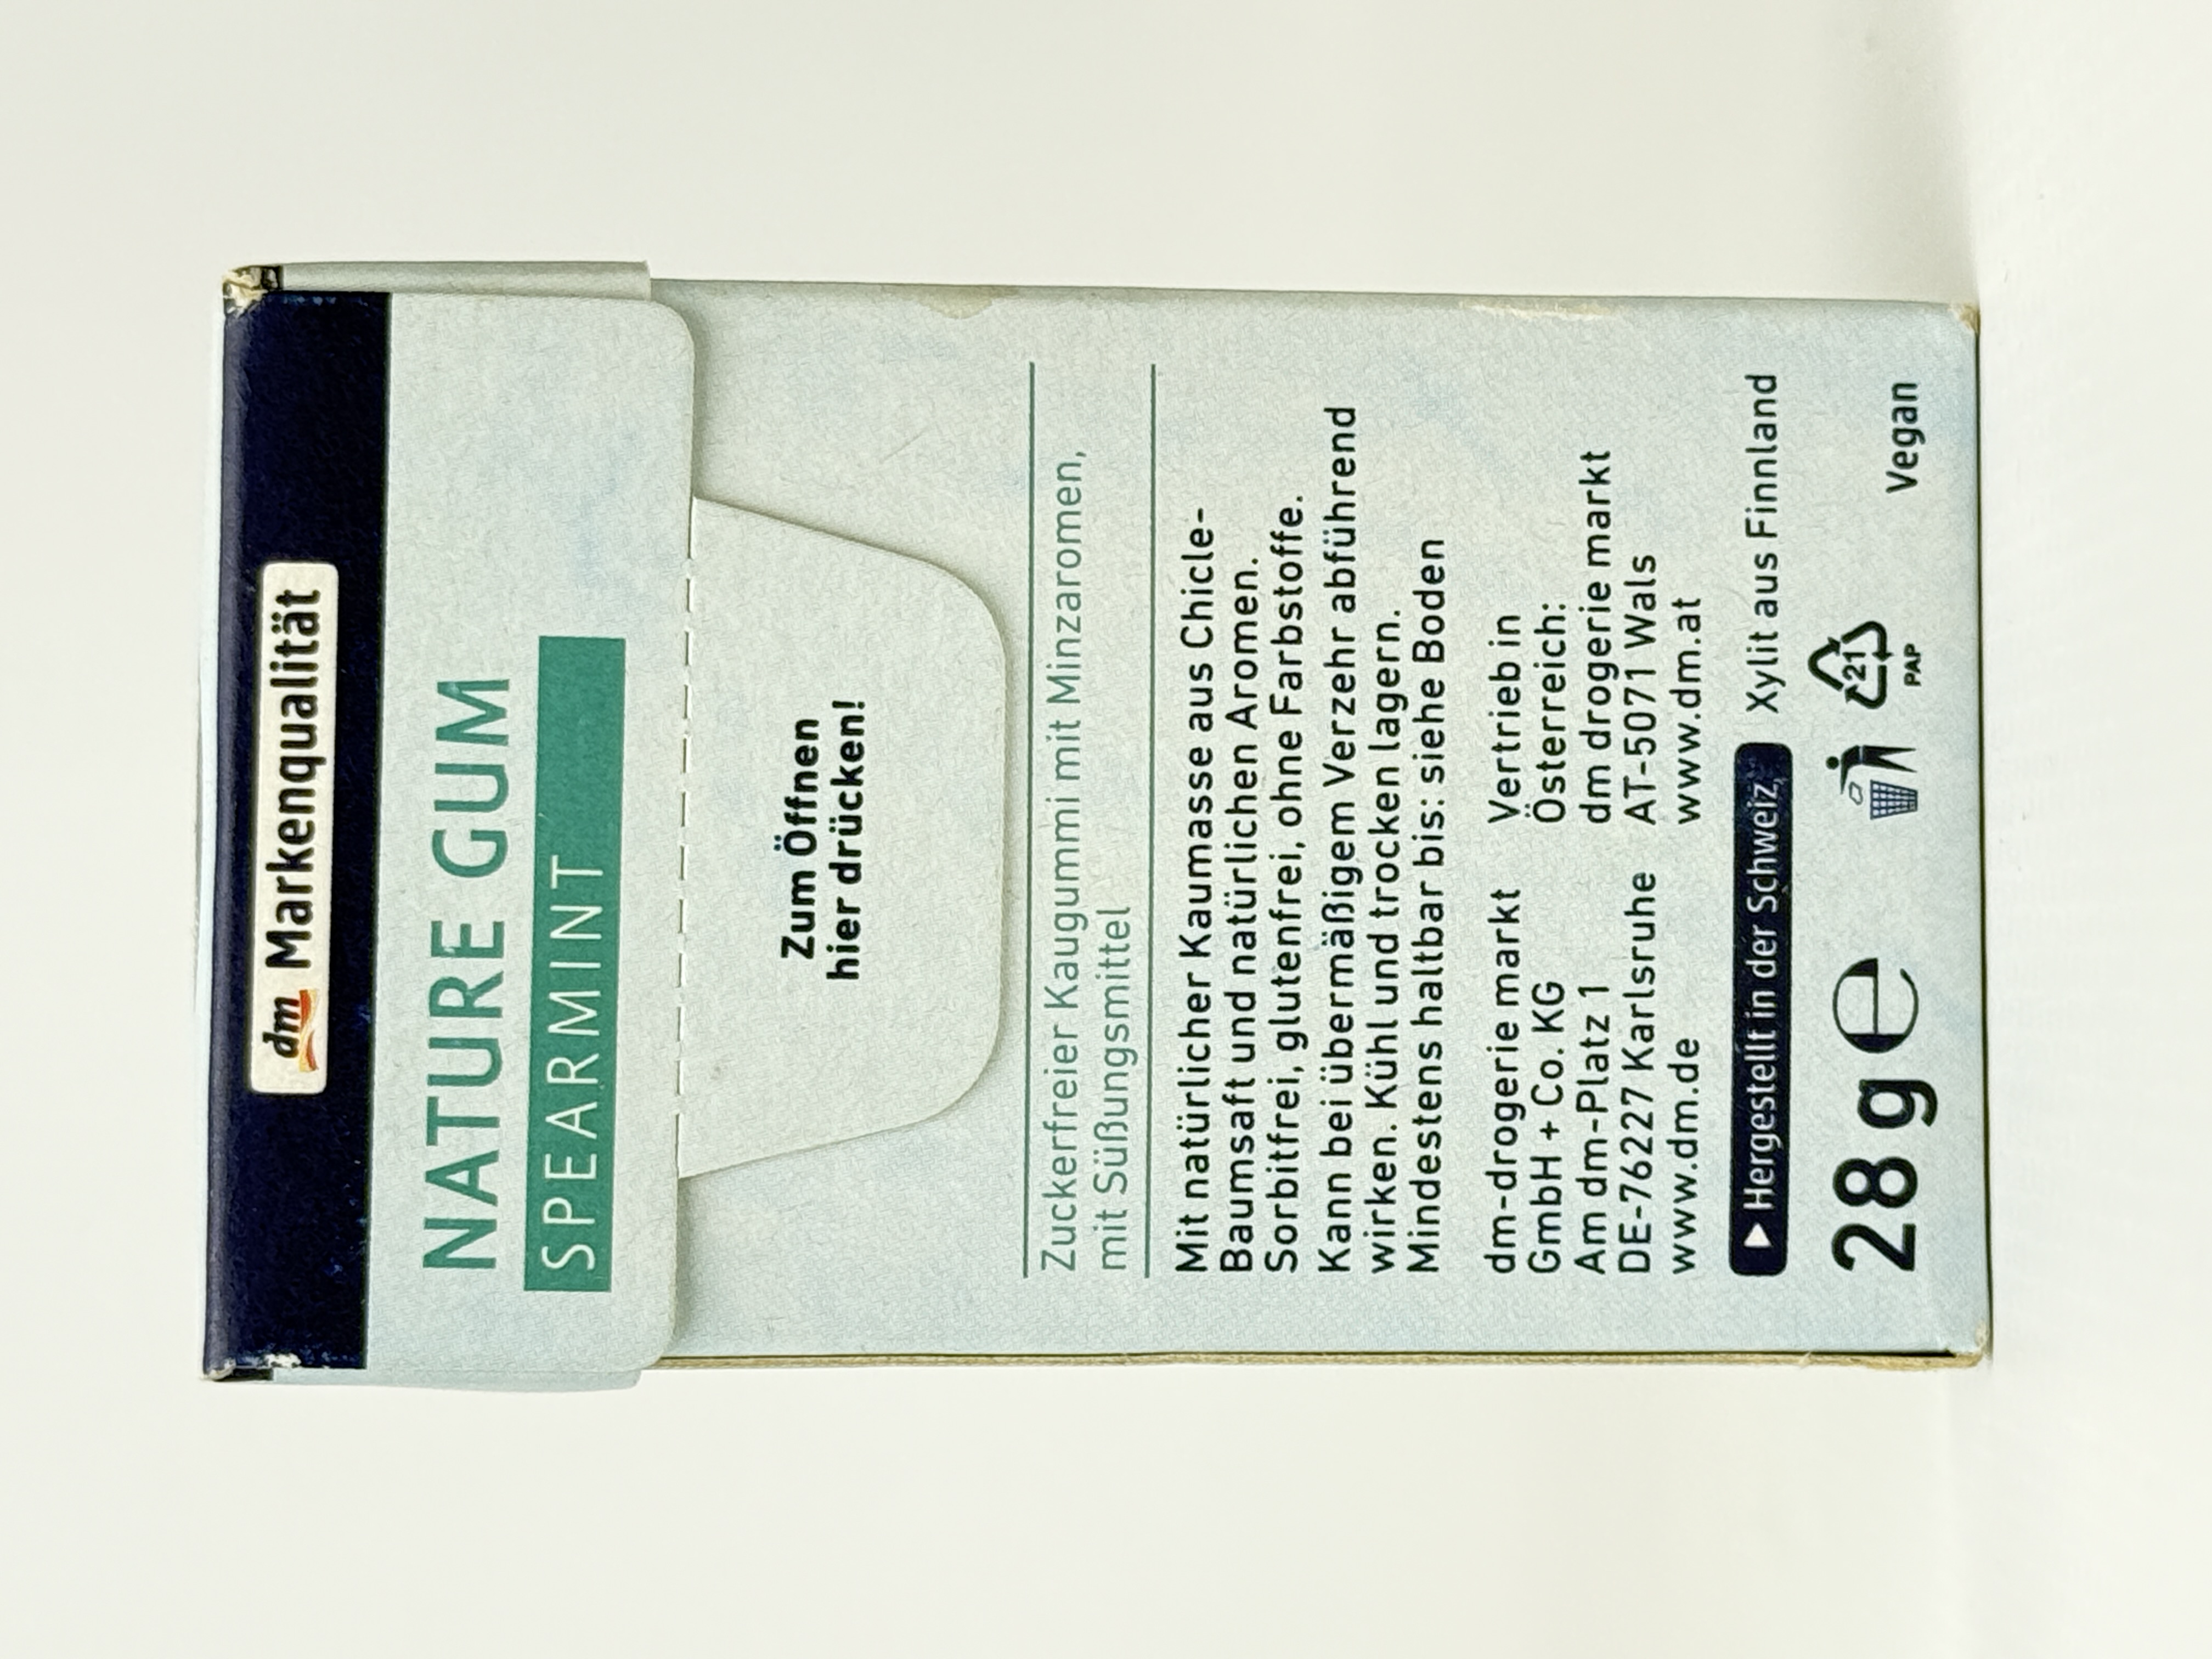 dm Markenqualität
NATURE GUM
SPEARMINT
Zum Öffnen
hier drücken!
Zuckerfreier Kaugummi mit Minzaromen,
mit Süßungsmittel
Mit natürlicher Kaumasse aus Chicle-
Baumsaft und natürlichen Aromen.
Sorbitfrei, glutenfrei, ohne Farbstoffe.
Kann bei übermäßigem Verzehr abführend
wirken. Kühl und trocken lagern.
Mindestens haltbar bis: siehe Boden
dm-drogerie markt
GmbH + Co. KG
Am dm-Platz 1
DE-76227 Karlsruhe
www.dm.de
Vertrieb in
Österreich:
dm drogerie markt
AT-5071 Wals
www.dm.at
Hergestellt in der Schweiz, Xylit aus Finnland
28 g e
21
PAP
Vegan